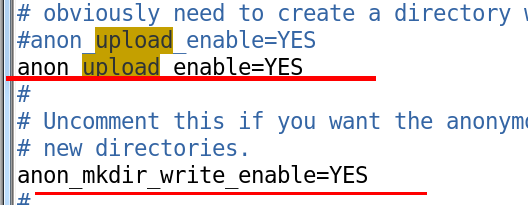 # obviously need to create a directory
#anon_upload_enable=YES
anon_upload_enable=YES
#
# Uncomment this if you want the
# new directories.
anon_mkdir_write_enable=YES
#